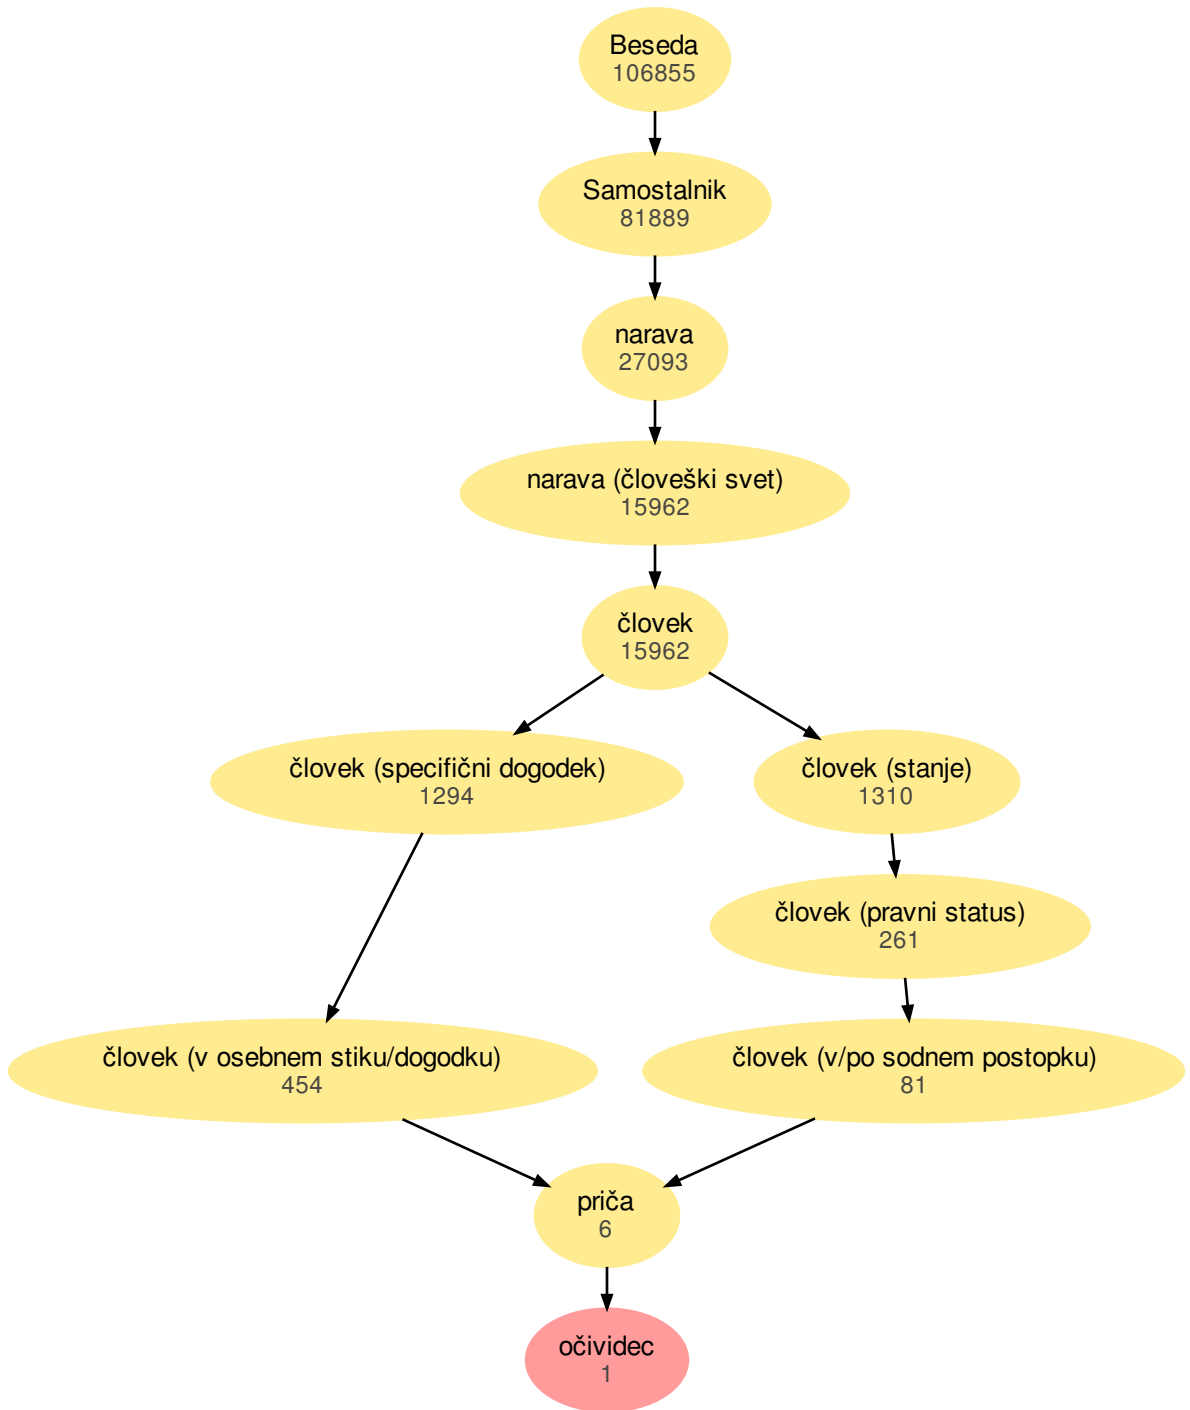 Beseda
106855
Samostalnik
81889
narava
27093
narava (človeški svet)
15962
človek
15962
človek (specifični dogodek)
1294
človek (stanje)
1310
človek (pravni status)
261
človek (v osebnem stiku/dogodku)
454
človek (v/po sodnem postopku)
81
priča
6
očividec
1